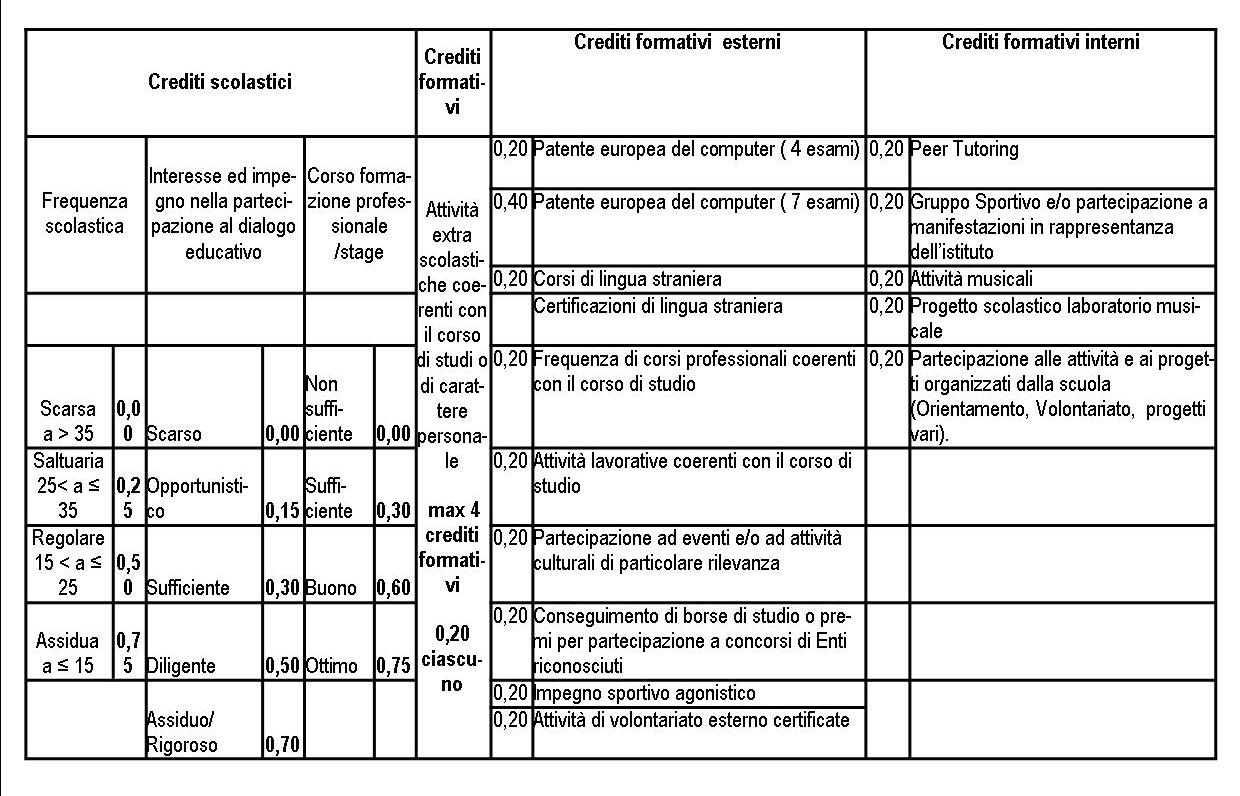 Crediti scolastici
Crediti
formati-
vi
Crediti formativi esterni
Crediti formativi interni
Frequenza
scolastica
Interesse ed impe-
gno nella parteci-
pazione al dialogo
educativo
Corso forma-
zione profes-
sionale
/stage
Attività
extra
scolasti-
che coe-
renti con
il corso
di studi o
di carat-
tere
persona-
le
max 4
crediti
formati-
vi
0,20
ciascu-
no
0,20 Patente europea del computer ( 4 esami)
0,20 Peer Tutoring
0,40 Patente europea del computer ( 7 esami)
0,20 Gruppo Sportivo e/o partecipazione a
manifestazioni in rappresentanza
dell'istituto
0,20 Corsi di lingua straniera
0,20 Attività musicali
Certificazioni di lingua straniera
0,20 Progetto scolastico laboratorio musi-
cale
Scarsa
a > 35
0,0
0
Scarso
0,00
Non
suffi-
ciente
0,00
0,20 Frequenza di corsi professionali coerenti
con il corso di studio
0,20 Partecipazione alle attività e ai proget-
ti organizzati dalla scuola
(Orientamento, Volontariato, progetti
vari).
Saltuaria
25< a ≤
35
0,2
5
Opportunisti-
co
0,15
Suffi-
ciente
0,30
0,20 Attività lavorative coerenti con il corso di
studio
Regolare
15 < a ≤
25
0,5
0
Sufficiente
0,30
Buono
0,60
0,20 Partecipazione ad eventi e/o ad attività
culturali di particolare rilevanza
Assidua
a ≤ 15
0,7
5
Diligente
0,50
Ottimo
0,75
0,20 Conseguimento di borse di studio o pre-
mi per partecipazione a concorsi di Enti
riconosciuti
Assiduo/
Rigoroso
0,70
0,20 Impegno sportivo agonistico
0,20 Attività di volontariato esterno certificate